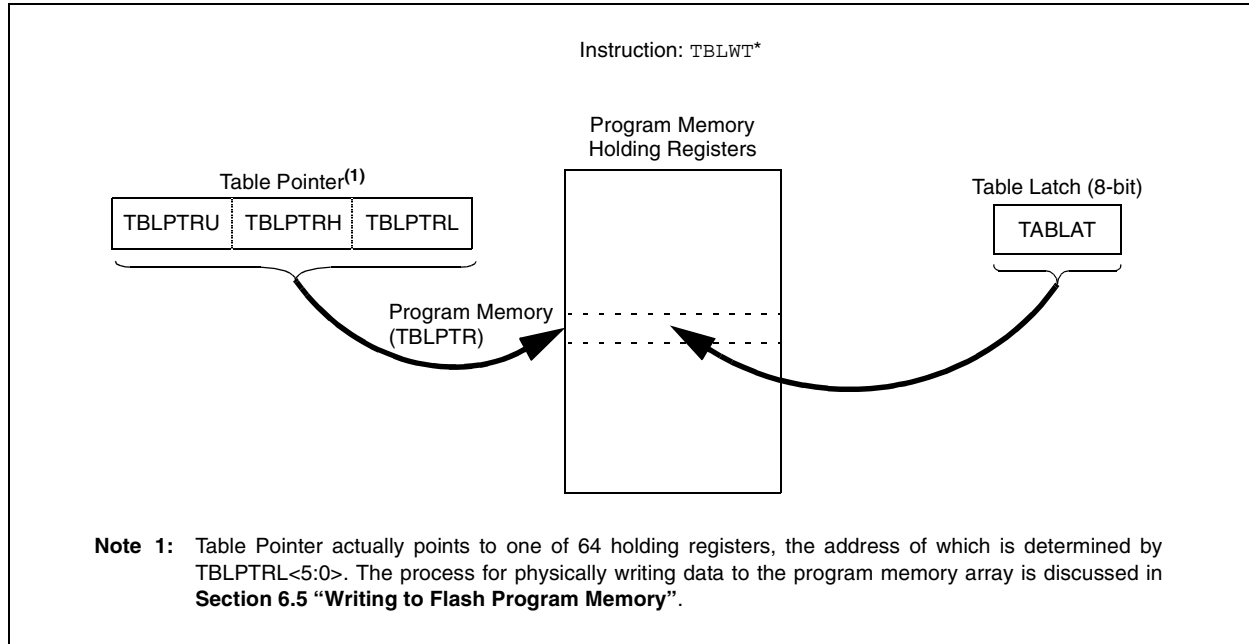 Instruction: TBLWT*
Program Memory
Holding Registers
Table Pointer(1)
Table Latch (8-bit)
TBLPTRU TBLPTRH TBLPTRL
TABLAT
Program Memory
(TBLPTR)
Note 1: Table Pointer actually points to one of 64 holding registers, the address of which is determined by
TBLPTRL<5:0>. The process for physically writing data to the program memory array is discussed in
Section 6.5 “Writing to Flash Program Memory”.